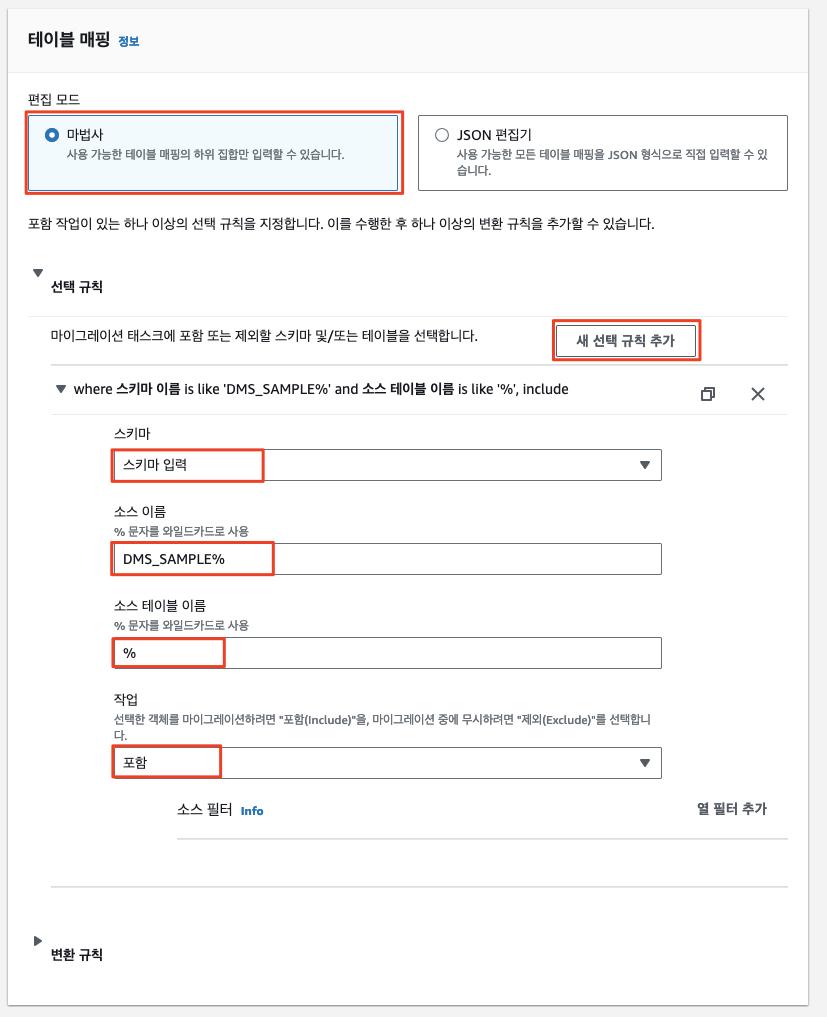 테이블 매핑 정보
편집 모드
마법사
사용 가능한 테이블 매핑의 하위 집합만 입력할 수 있습니다.
JSON 편집기
사용 가능한 모든 테이블 매핑을 JSON 형식으로 직접 입력할 수 있
습니다.
포함 작업이 있는 하나 이상의 선택 규칙을 지정합니다. 이를 수행한 후 하나 이상의 변환 규칙을 추가할 수 있습니다.
선택 규칙
마이그레이션 태스크에 포함 또는 제외할 스키마 및/또는 테이블을 선택합니다.
새 선택 규칙 추가
where 스키마 이름 is like 'DMS_SAMPLE%' and 소스 테이블 이름 is like '%', include
스키마
스키마 입력
소스 이름
% 문자를 와일드카드로 사용
DMS_SAMPLE%
소스 테이블 이름
% 문자를 와일드카드로 사용
%
작업
선택한 객체를 마이그레이션하려면 "포함(Include)"을, 마이그레이션 중에 무시하려면 "제외(Exclude)"를 선택합니
다.
포함
소스 필터 Info
열 필터 추가
변환 규칙